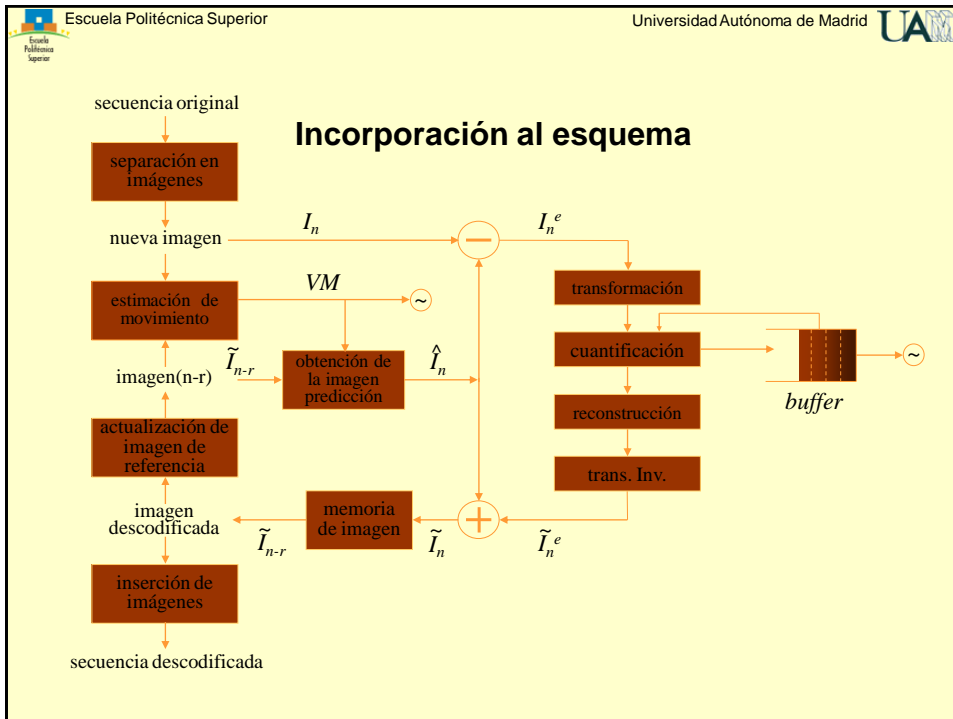 Escuela Politécnica Superior
Universidad Autónoma de Madrid
UAM
Escuela
Politécnica
Superior
Incorporación al esquema
secuencia original
separación en
imágenes
nueva imagen
I_n
I_n^e
estimación de
movimiento
VM
~
transformación
cuantificación
~
buffer
imagen(n-r)
Ĩ_{n-r}
obtención de
la imagen
predicción
Î_n
reconstrucción
actualización de
imagen de
referencia
trans. Inv.
imagen
descodificada
Ĩ_{n-r}
memoria
de imagen
Ĩ_n
Ĩ_n^e
inserción de
imágenes
secuencia descodificada